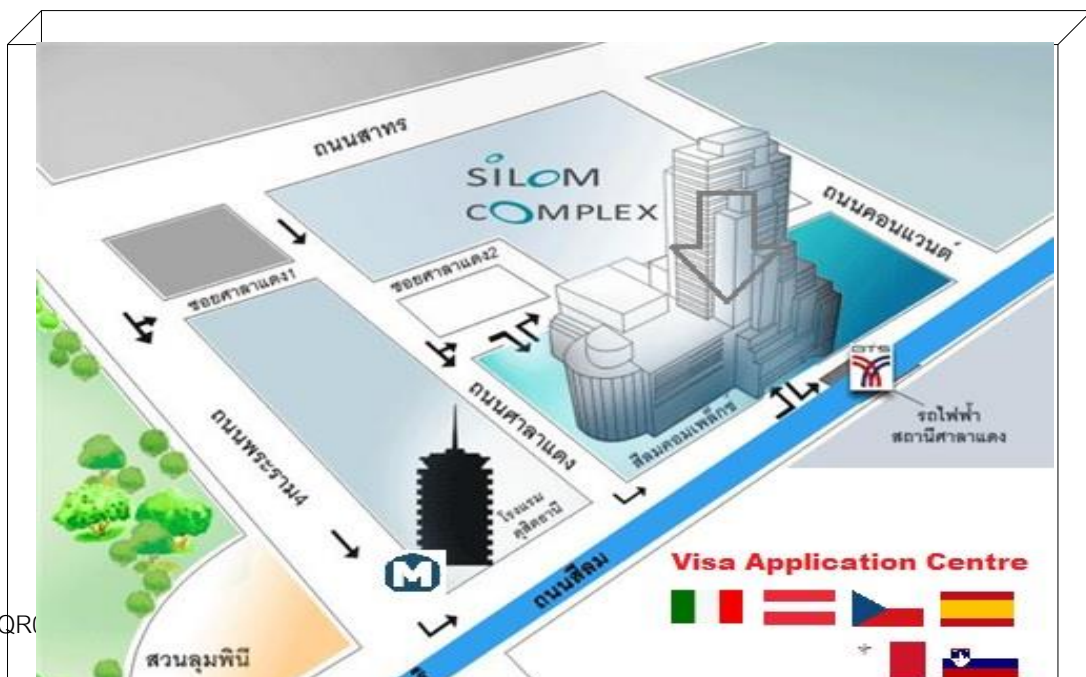 ถนนสาทร
SILOM
COMPLEX
ถนนคอนแวนต์
ซอยศาลาแดง2
ซอยศาลาแดง1
BTS
รถไฟฟ้า
สถานีศาลาแดง
ถนนศาลาแดง
สีลมคอมเพล็กซ์
ถนนพระราม4
โรงแรม
ดุสิตธานี
M
ถนนสีลม
Visa Application Centre
สวนลุมพินี